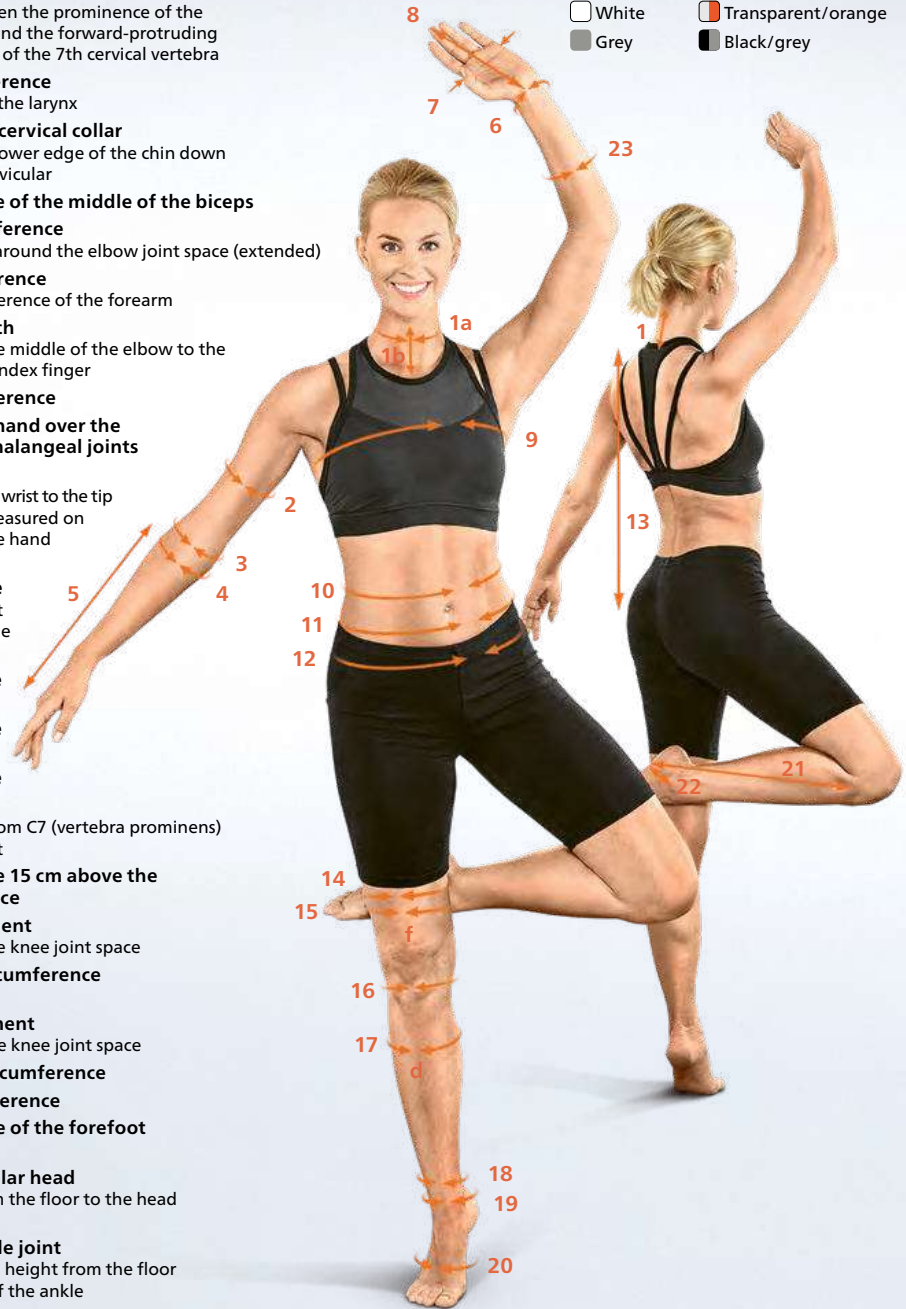 en the prominence of the
nd the forward-protruding
of the 7th cervical vertebra
rence
the larynx
cervical collar
ower edge of the chin down
vicular
e of the middle of the biceps
ference
around the elbow joint space (extended)
rence
erence of the forearm
th
e middle of the elbow to the
ndex finger
erence
hand over the
nalangeal joints
wrist to the tip
easured on
e hand
e
t
e
e
e
e
om C7 (vertebra prominens)
t
e 15 cm above the
ce
ent
e knee joint space
cumference
nent
e knee joint space
cumference
erence
e of the forefoot
lar head
n the floor to the head
le joint
height from the floor
f the ankle
White
Transparent/orange
Grey
Black/grey
8
7
6
23
1a
1b
1
9
2
13
3
4
5
10
11
12
21
22
14
15
f
16
17
d
18
19
20